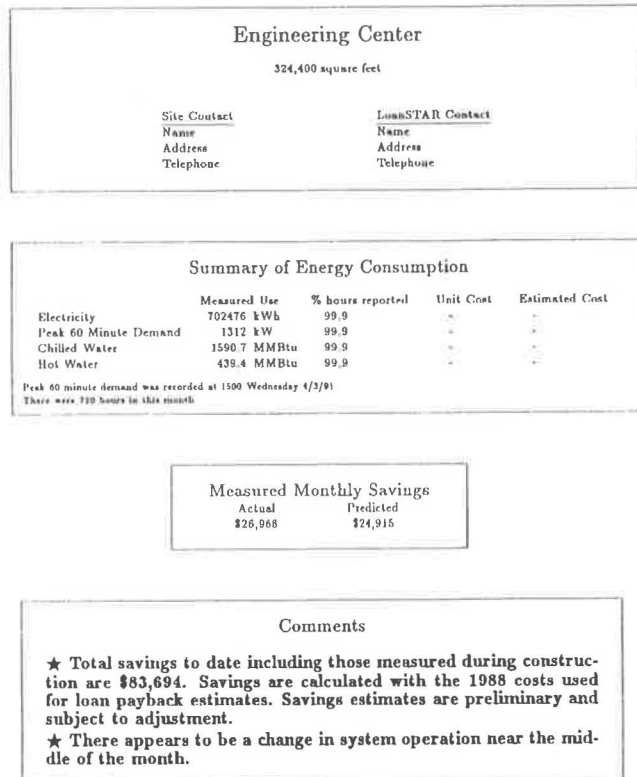 Engineering Center
324,400 square feet
Site Contact LoanSTAR Contact
Name Name
Address Address
Telephone Telephone
Summary of Energy Consumption
Measured Use % hours reported Unit Cost Estimated Cost
Electricity 702476 kWh 99.9 * *
Peak 60 Minute Demand 1312 kW 99.9 * *
Chilled Water 1590.7 MMBtu 99.9 * *
Hot Water 439.4 MMBtu 99.9 * *
Peak 60 minute demand was recorded at 1500 Wednesday 4/3/91
There were 720 hours in this month
Measured Monthly Savings
Actual Predicted
$26,968 $24,915
Comments
★ Total savings to date including those measured during construc-
tion are $83,694. Savings are calculated with the 1988 costs used
for loan payback estimates. Savings estimates are preliminary and
subject to adjustment.
★ There appears to be a change in system operation near the mid-
dle of the month.